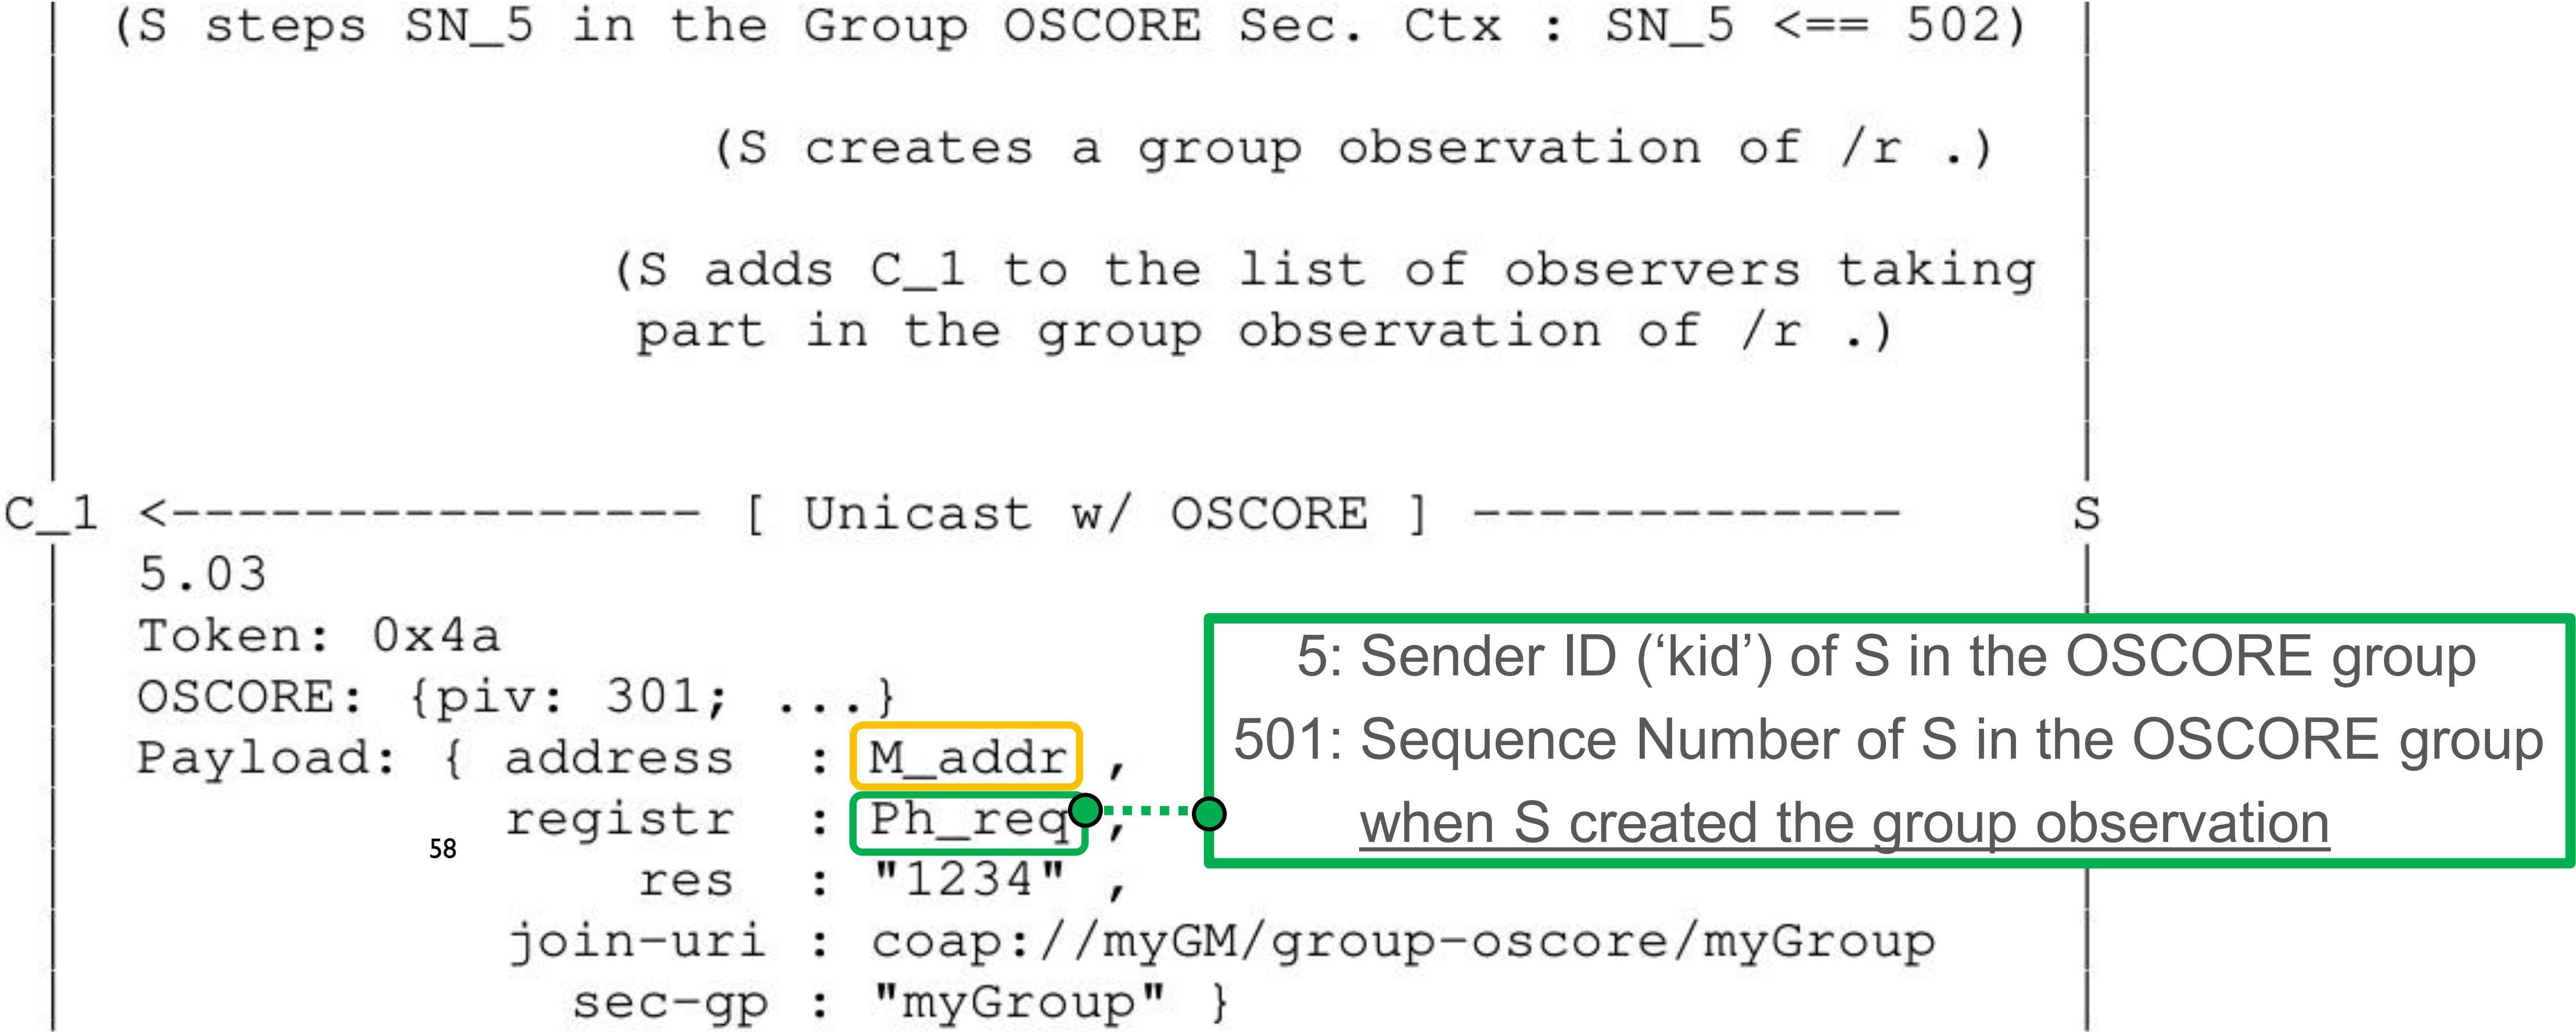 (S steps SN_5 in the Group OSCORE Sec. Ctx : SN_5 <== 502)
(S creates a group observation of /r .)
(S adds C_1 to the list of observers taking
part in the group observation of /r .)
C_1 <----------------- [ Unicast w/ OSCORE ] ------------- S
5.03
Token: 0x4a
OSCORE: {piv: 301; ...}
Payload: { address : M_addr ,
registr : Ph_req ,
res : "1234" ,
join-uri : coap://myGM/group-oscore/myGroup
sec-gp : "myGroup" }
5: Sender ID (‘kid’) of S in the OSCORE group
501: Sequence Number of S in the OSCORE group
when S created the group observation
58